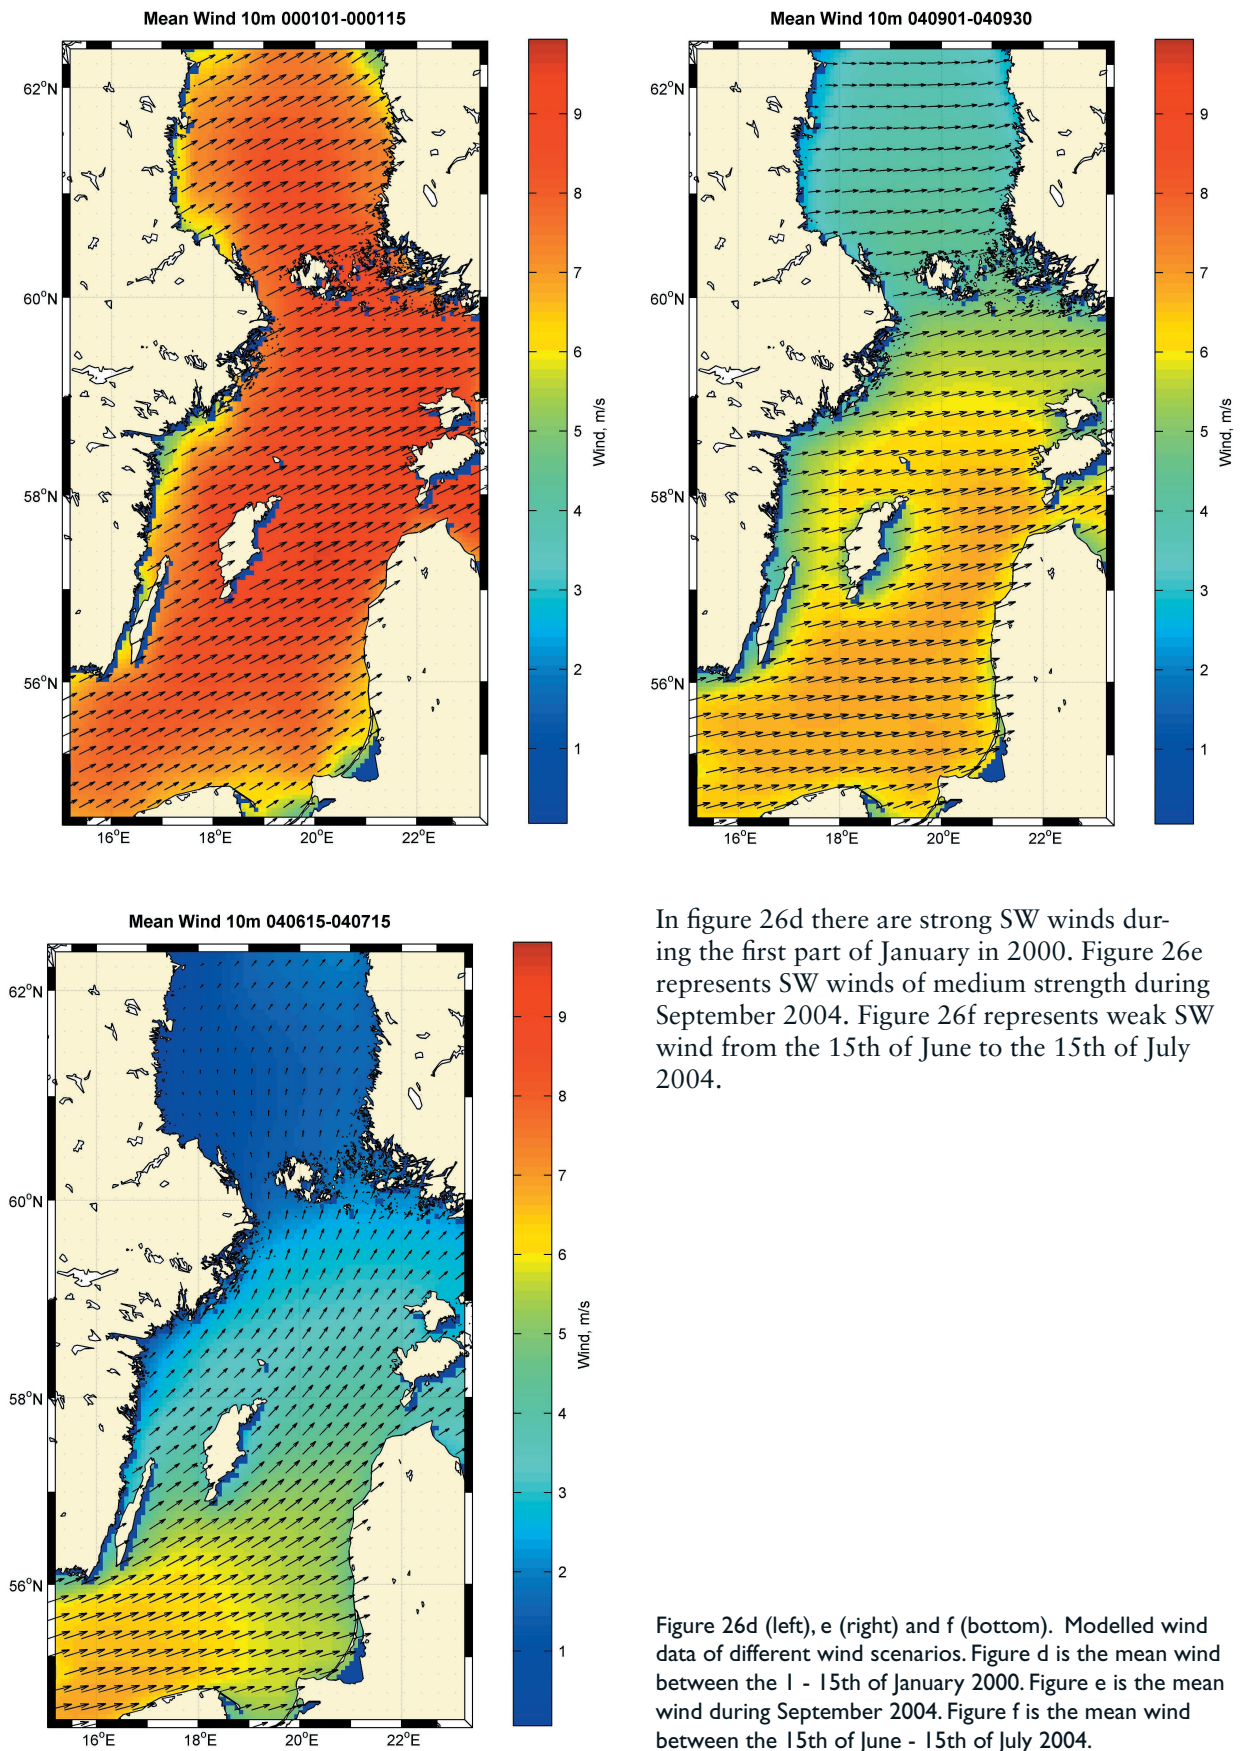 Mean Wind 10m 000101-000115
62°N
60°N
58°N
56°N
16°E 18°E 20°E 22°E
9
8
7
6
5
4
3
2
1
Wind, m/s
Mean Wind 10m 040901-040930
62°N
60°N
58°N
56°N
16°E 18°E 20°E 22°E
9
8
7
6
5
4
3
2
1
Wind, m/s
Mean Wind 10m 040615-040715
62°N
60°N
58°N
56°N
16°E 18°E 20°E 22°E
9
8
7
6
5
4
3
2
1
Wind, m/s
In figure 26d there are strong SW winds dur-
ing the first part of January in 2000. Figure 26e
represents SW winds of medium strength during
September 2004. Figure 26f represents weak SW
wind from the 15th of June to the 15th of July
2004.
Figure 26d (left), e (right) and f (bottom). Modelled wind
data of different wind scenarios. Figure d is the mean wind
between the 1 - 15th of January 2000. Figure e is the mean
wind during September 2004. Figure f is the mean wind
between the 15th of June - 15th of July 2004.